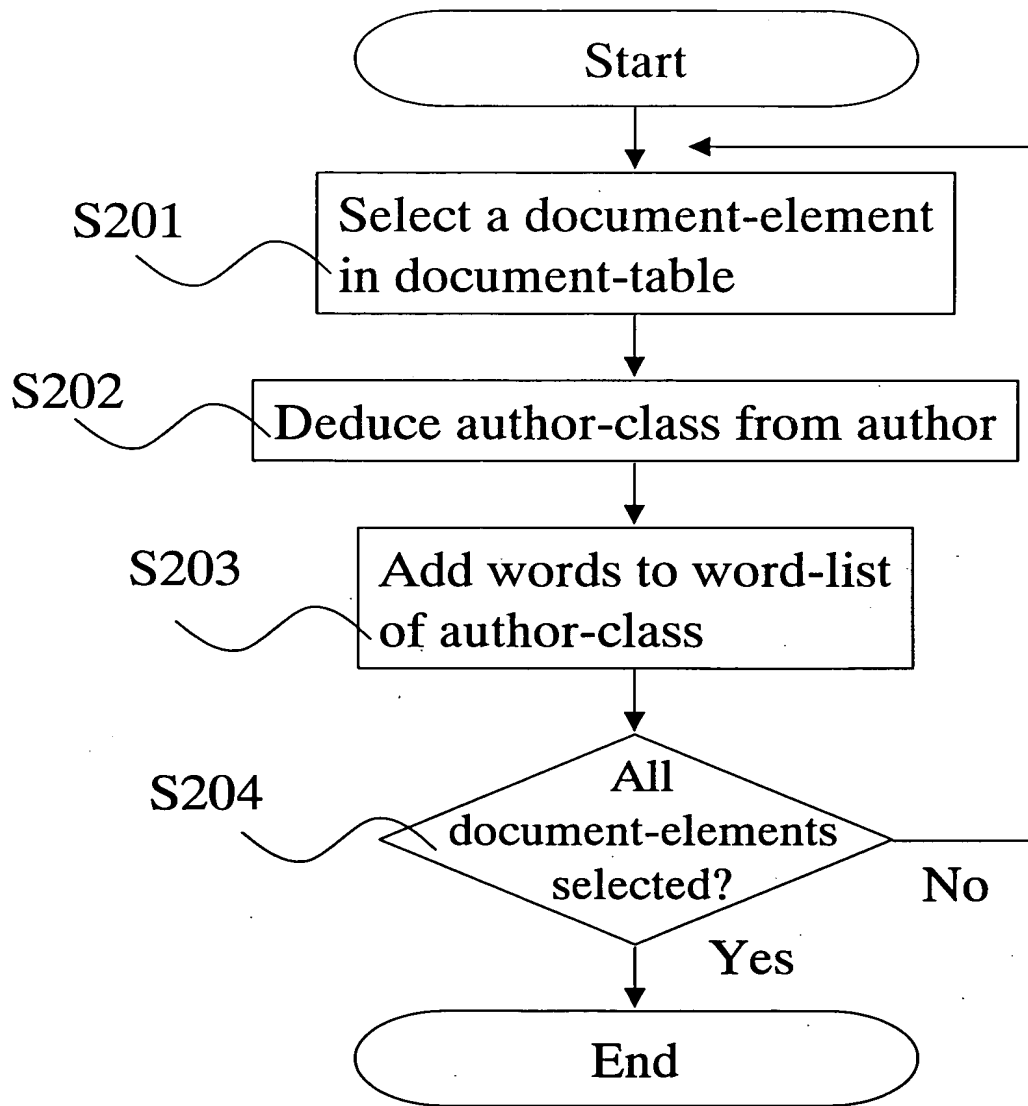 Start
S201
Select a document-element
in document-table
S202
Deduce author-class from author
S203
Add words to word-list
of author-class
S204
All
document-elements
selected?
No
Yes
End